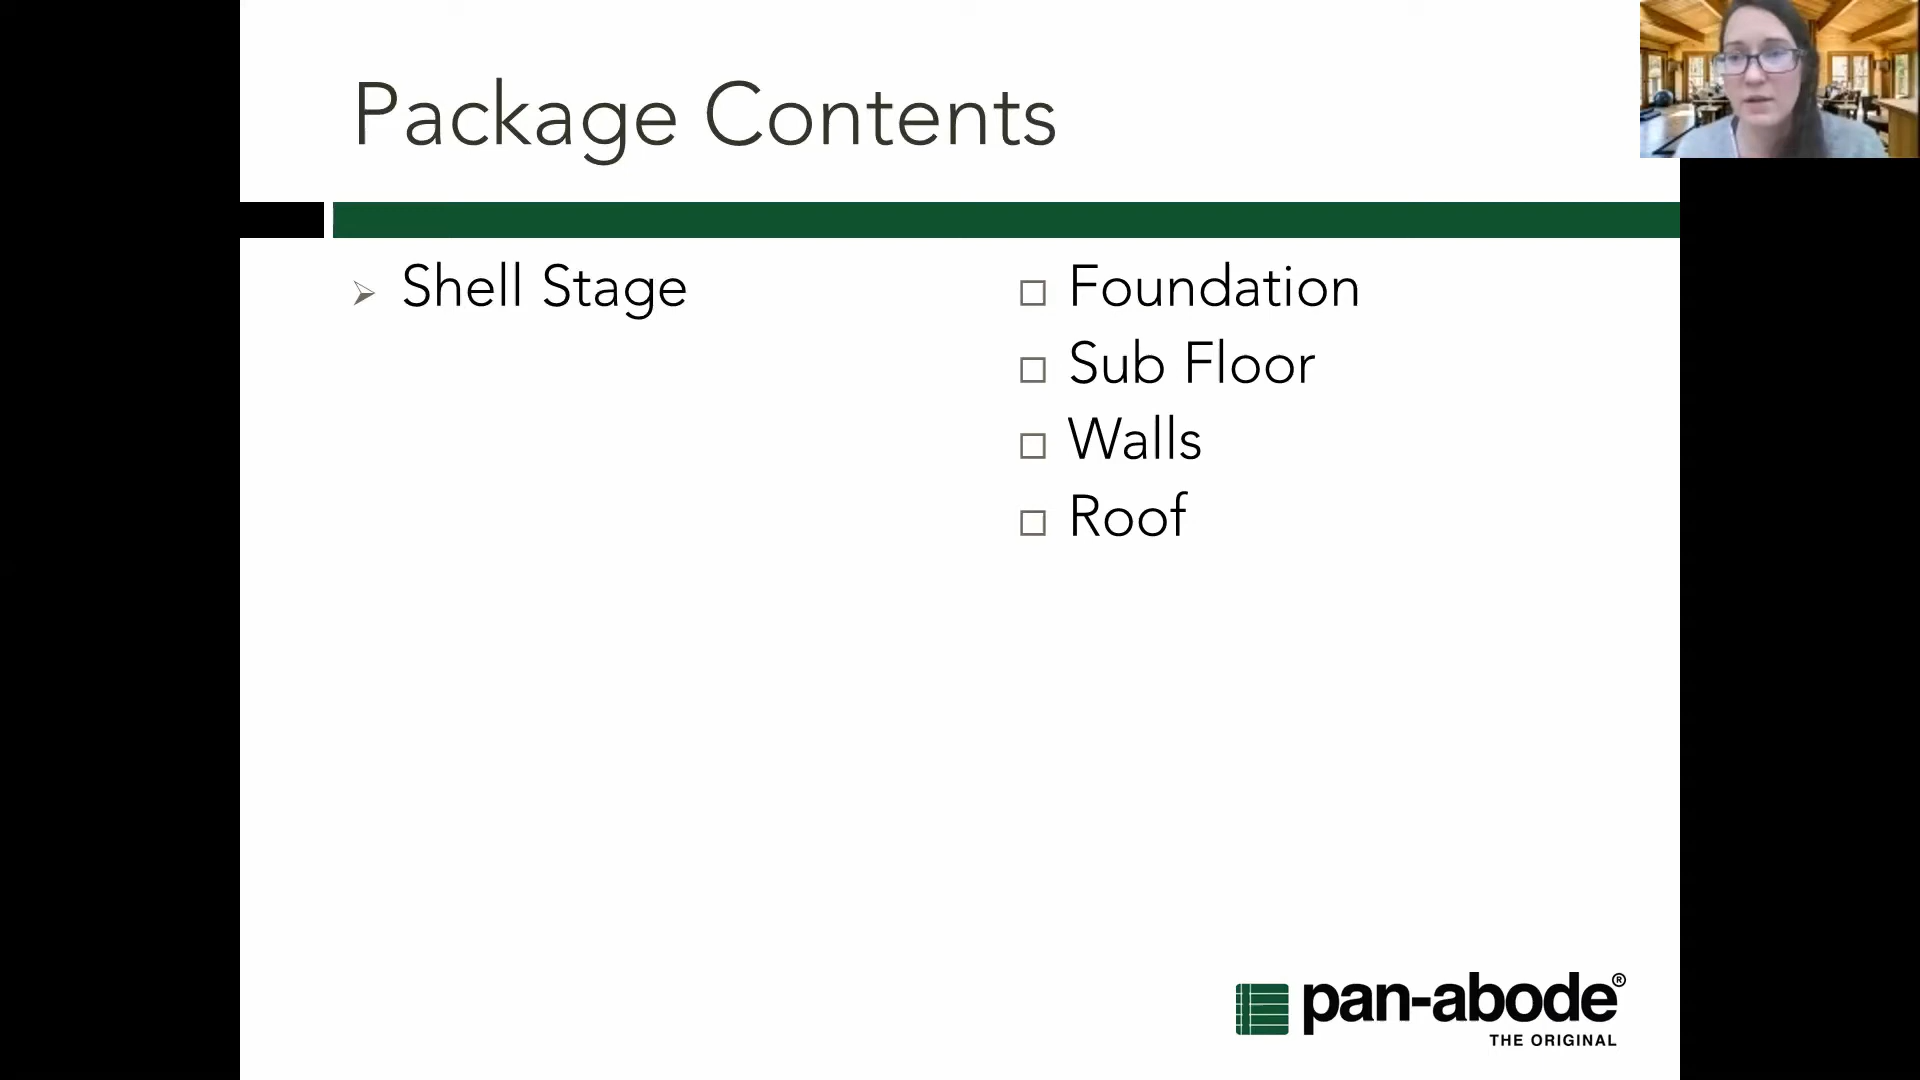 Package Contents
Shell Stage
Foundation
Sub Floor
Walls
Roof
pan-abode®
THE ORIGINAL